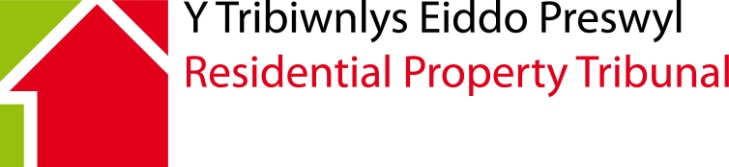 Y Tribiwnlys Eiddo Preswyl
Residential Property Tribunal